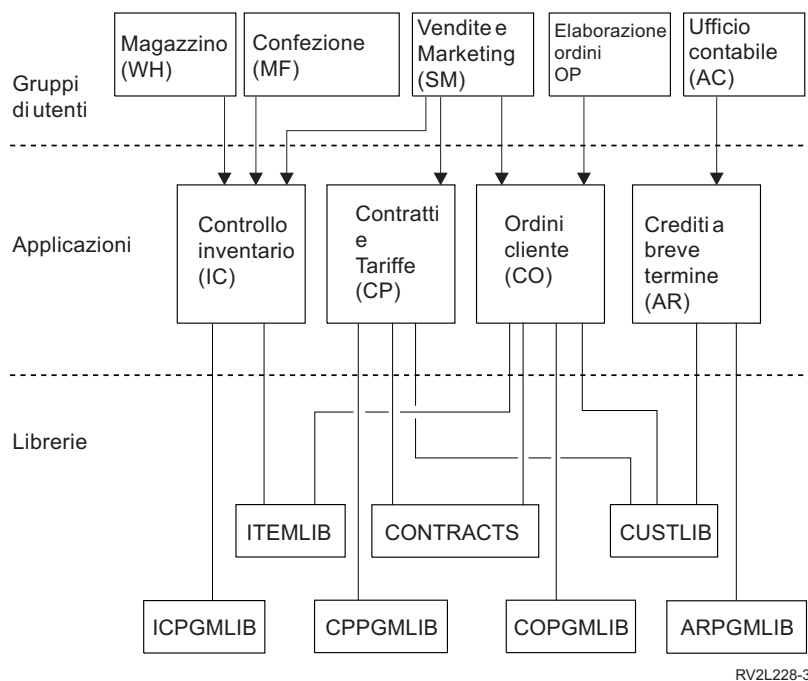 Magazzino
(WH)
Confezione
(MF)
Vendite e
Marketing
(SM)
Elaborazione
ordini
OP
Ufficio
contabile
(AC)
Gruppi
di utenti
Applicazioni
Controllo
inventario
(IC)
Contratti
e
Tariffe
(CP)
Ordini
cliente
(CO)
Crediti a
breve
termine
(AR)
Librerie
ITEMLIB
CONTRACTS
CUSTLIB
ICPGMLIB
CPPGMLIB
COPGMLIB
ARPGMLIB
RV2L228-3